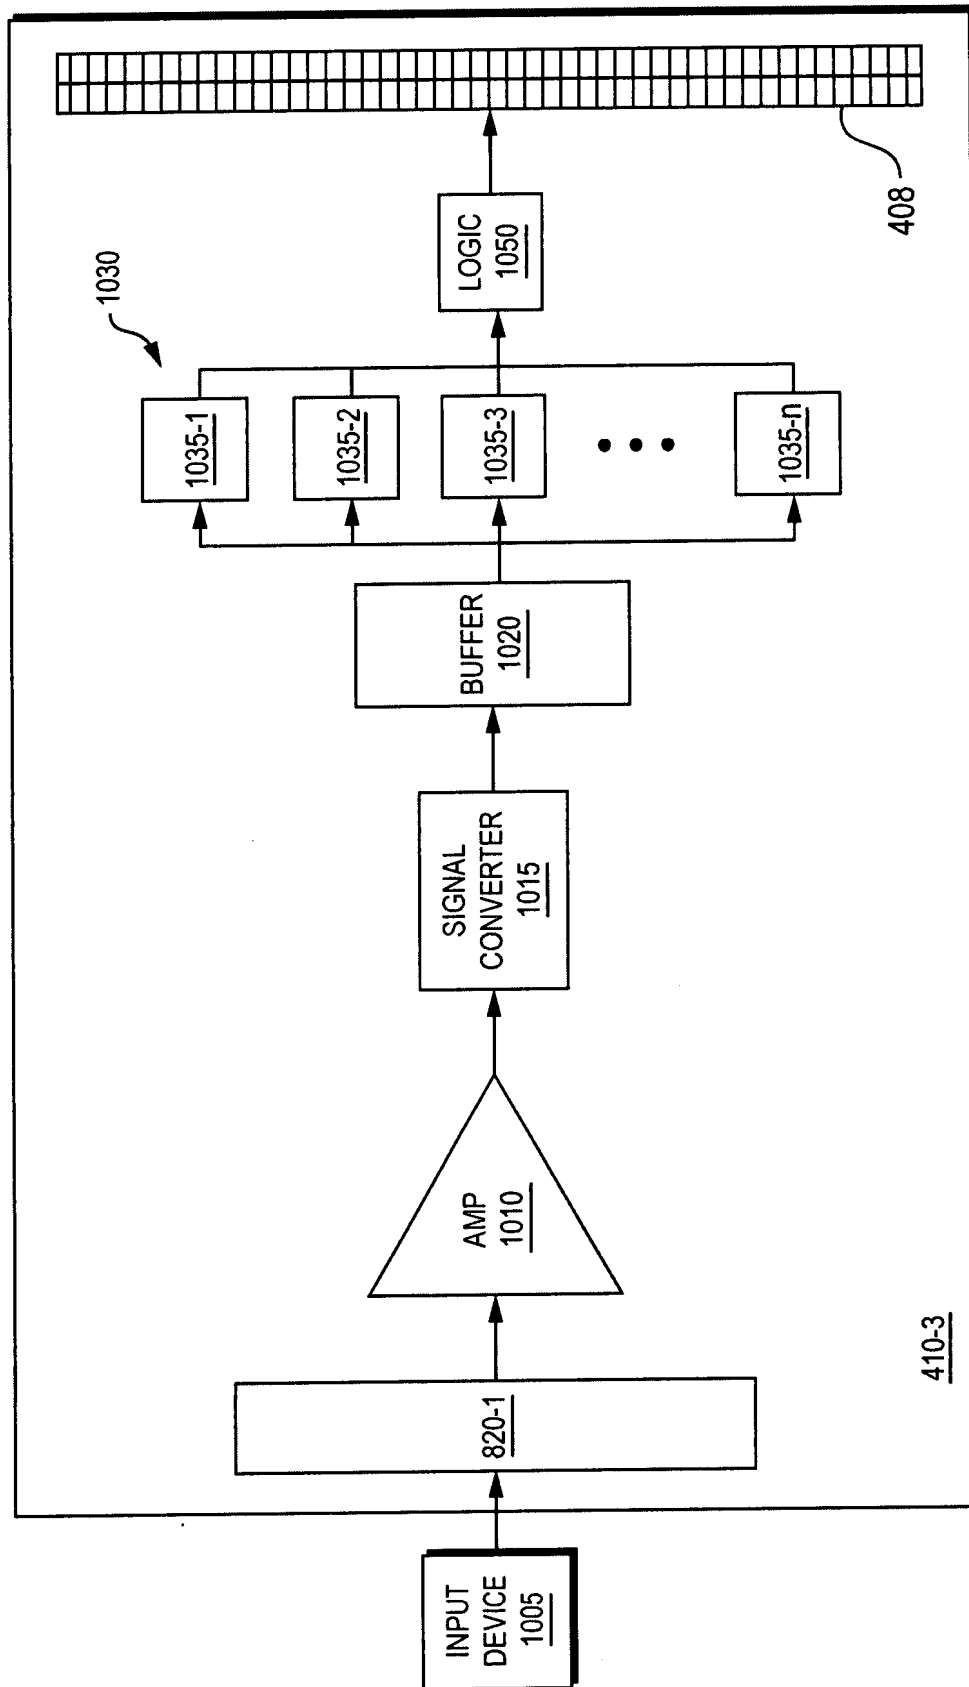 INPUT
DEVICE
1005
820-1
AMP
1010
SIGNAL
CONVERTER
1015
BUFFER
1020
1030
1035-1
1035-2
1035-3
1035-n
LOGIC
1050
408
410-3